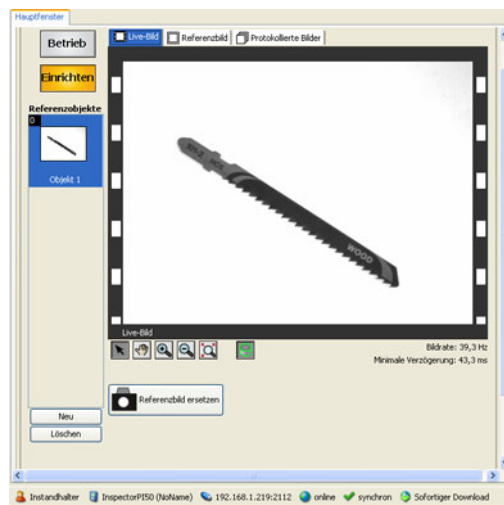 Hauptfenster
Betrieb
Einrichten
Referenzobjekte
0
Objekt 1
Neu
Löschen
Live-Bild
Referenzbild
Protokollierte Bilder
HCS
WOOD
Live-Bild
Bildrate: 39,3 Hz
Minimale Verzögerung: 43,3 ms
Referenzbild ersetzen
Instandhalter
InspectorPI50 (NoName)
192.168.1.219:2112
online
synchron
Sofortiger Download